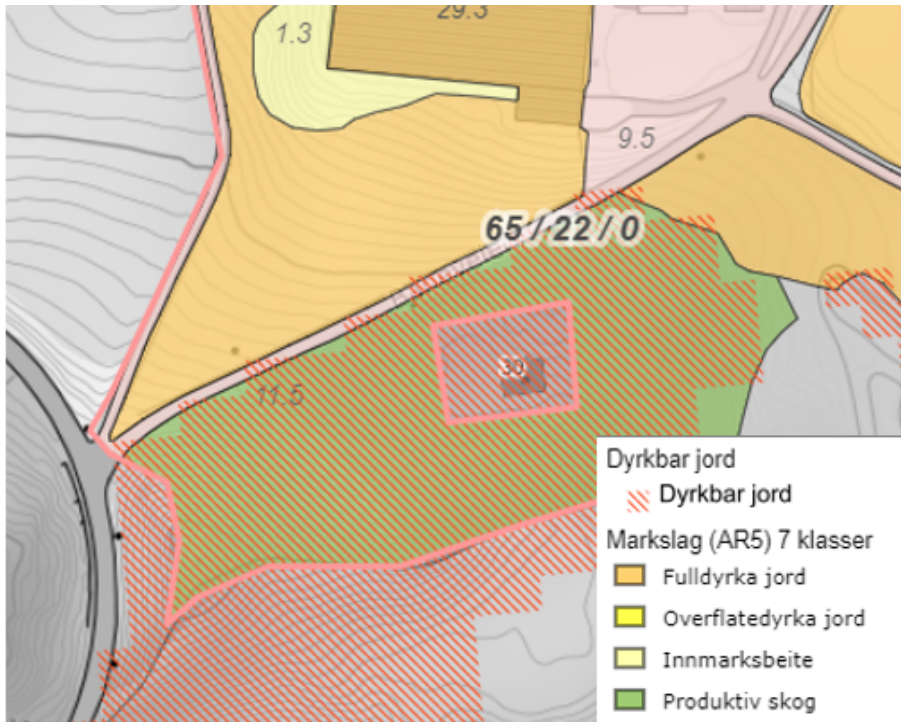 29.3
1.3
9.5
65 / 22 / 0
30
11.5
Dyrkbar jord
Dyrkbar jord
Markslag (AR5) 7 klasser
Fulldyrka jord
Overflatedyrka jord
Innmarksbeite
Produktiv skog